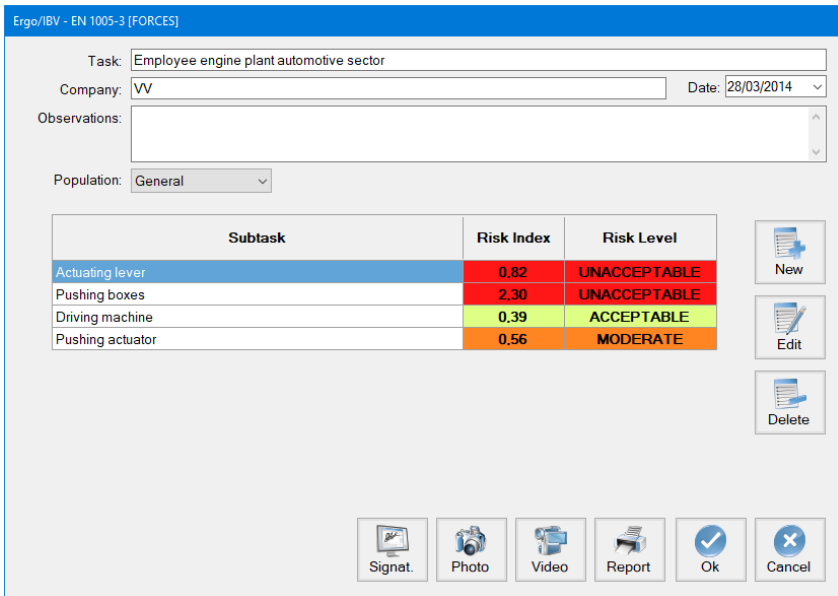 Ergo/IBV - EN 1005-3 [FORCES]
Task: Employee engine plant automotive sector
Company: VV Date: 28/03/2014
Observations:
Population: General
Subtask Risk Index Risk Level
Actuating lever 0,82 UNACCEPTABLE
Pushing boxes 2,30 UNACCEPTABLE
Driving machine 0,39 ACCEPTABLE
Pushing actuator 0,56 MODERATE
New
Edit
Delete
Signat. Photo Video Report Ok Cancel